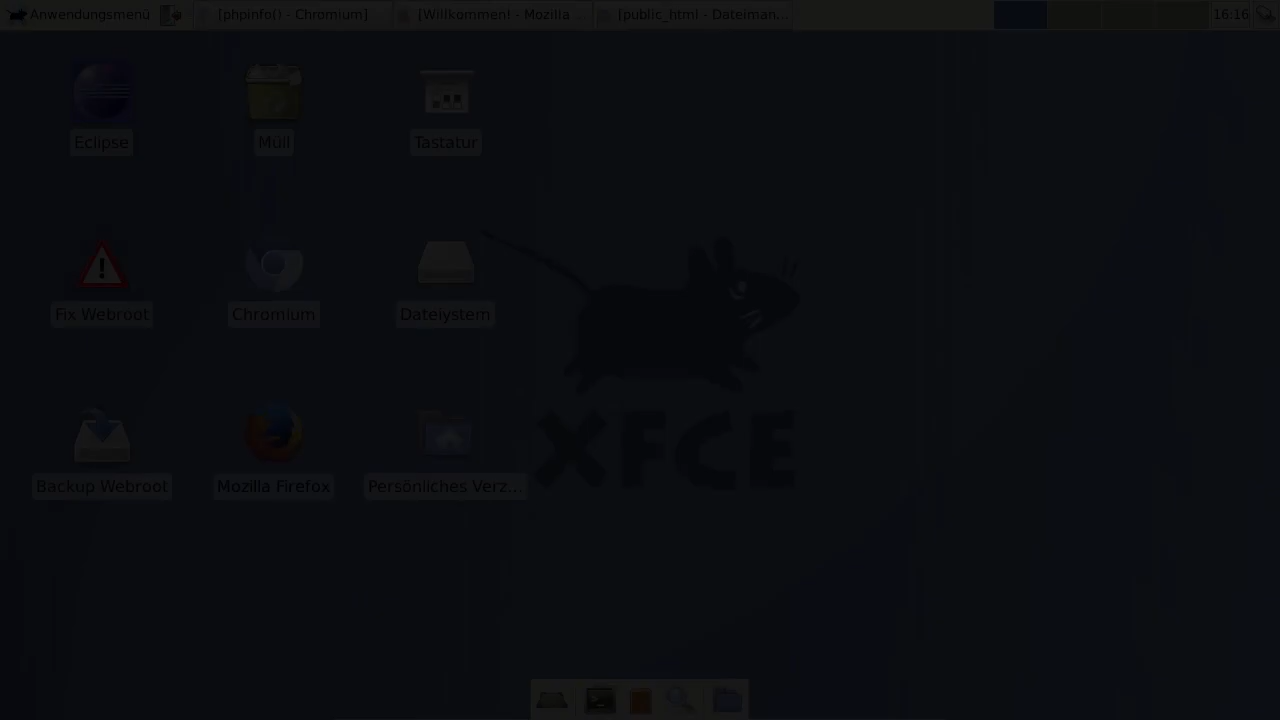 Anwendungsmenü
[phpinfo() - Chromium]
[Willkommen! - Mozilla ...
[public_html - Dateiman...
16:16
Eclipse
Müll
Tastatur
Fix Webroot
Chromium
Dateiystem
Backup Webroot
Mozilla Firefox
Persönliches Verz...
XFCE